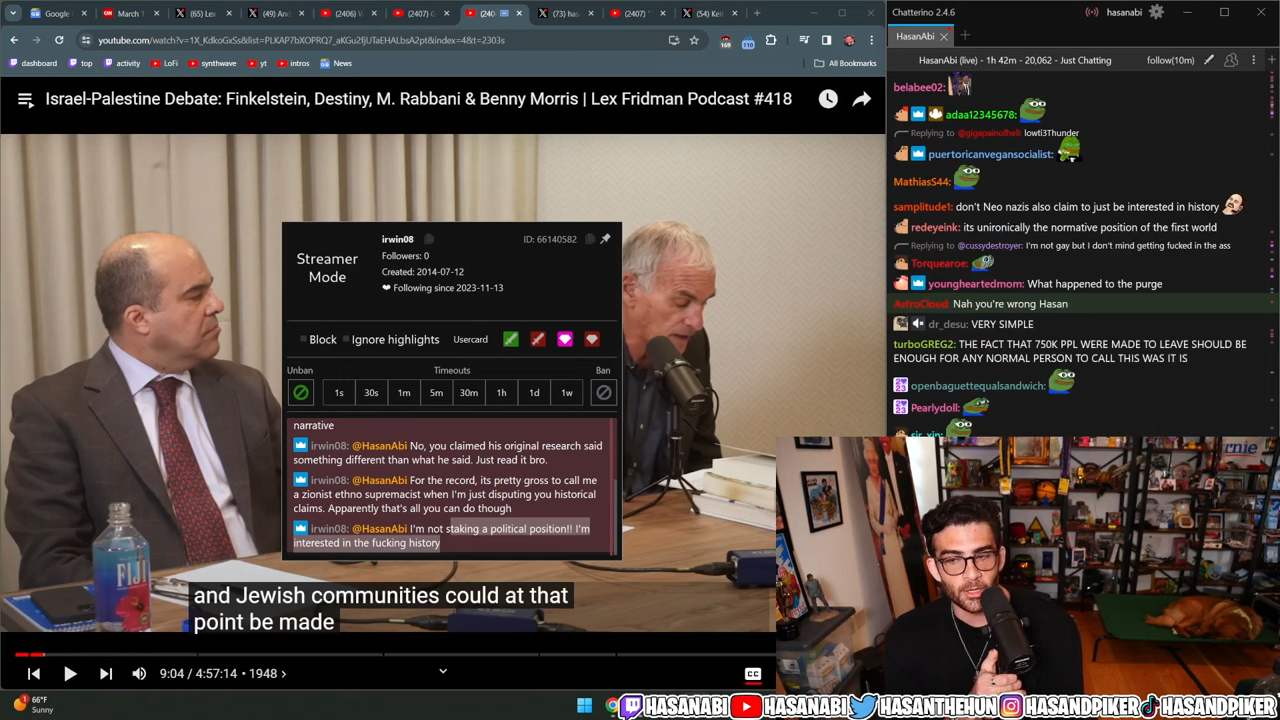 Google
March T
(65) Lev
(49) Ano
(2406) W
(2407) G
(240
(73) has
(2407) "
(54) Kei
youtube.com/watch?v=1X_KdkoGxSs&list=PLKAP7bXOPRQ7_aKGu2fjUTaEHALbsA2pt&index=4&t=2303s
169
110
dashboard
top
activity
LoFi
synthwave
yt
intros
News
All Bookmarks
Israel-Palestine Debate: Finkelstein, Destiny, M. Rabbani & Benny Morris | Lex Fridman Podcast #418
Streamer
Mode
irwin08
ID: 66140582
Followers: 0
Created: 2014-07-12
❤ Following since 2023-11-13
Block
Ignore highlights
Usercard
Unban
Timeouts
Ban
1s
30s
1m
5m
30m
1h
1d
1w
narrative
irwin08: @HasanAbi No, you claimed his original research said
something different than what he said. Just read it bro.
irwin08: @HasanAbi For the record, its pretty gross to call me
a zionist ethno supremacist when I'm just disputing you historical
claims. Apparently that's all you can do though
irwin08: @HasanAbi I'm not staking a political position!! I'm
interested in the fucking history
FIJI
and Jewish communities could at that
point be made
9:04 / 4:57:14 • 1948 >
CC
66°F
Sunny
Chatterino 2.4.6
hasanabi
HasanAbi
HasanAbi (live) - 1h 42m - 20,062 - Just Chatting
follow(10m)
belabee02:
adaa12345678:
Replying to @gigapainofhell: lowti3Thunder
puertoricanvegansocialist:
MathiasS44:
samplitude1: don't Neo nazis also claim to just be interested in history
redeyeink: its unironically the normative position of the first world
Replying to @cussydestroyer: I'm not gay but I don't mind getting fucked in the ass
Torquearoe:
youngheartedmom: What happened to the purge
AstroCloud: Nah you're wrong Hasan
dr_desu: VERY SIMPLE
turboGREG2: THE FACT THAT 750K PPL WERE MADE TO LEAVE SHOULD BE
ENOUGH FOR ANY NORMAL PERSON TO CALL THIS WAS IT IS
openbaguettequalsandwich:
Pearlydoll:
sir_xin:
HASANABI
HASANABI
HASANTHEHUN
HASANDPIKER
HASANDPIKER